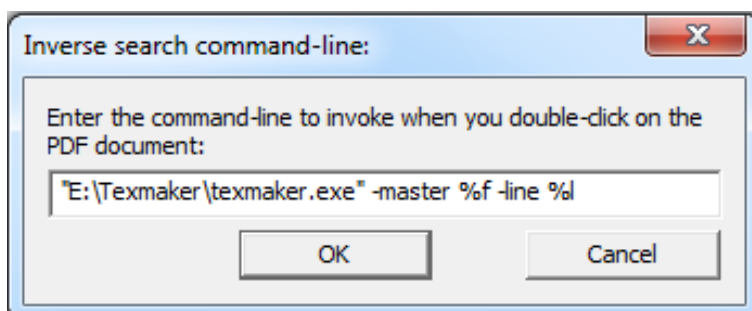 Inverse search command-line:
Enter the command-line to invoke when you double-click on the
PDF document:
"E:\Texmaker\texmaker.exe" -master %f -line %l
OK
Cancel